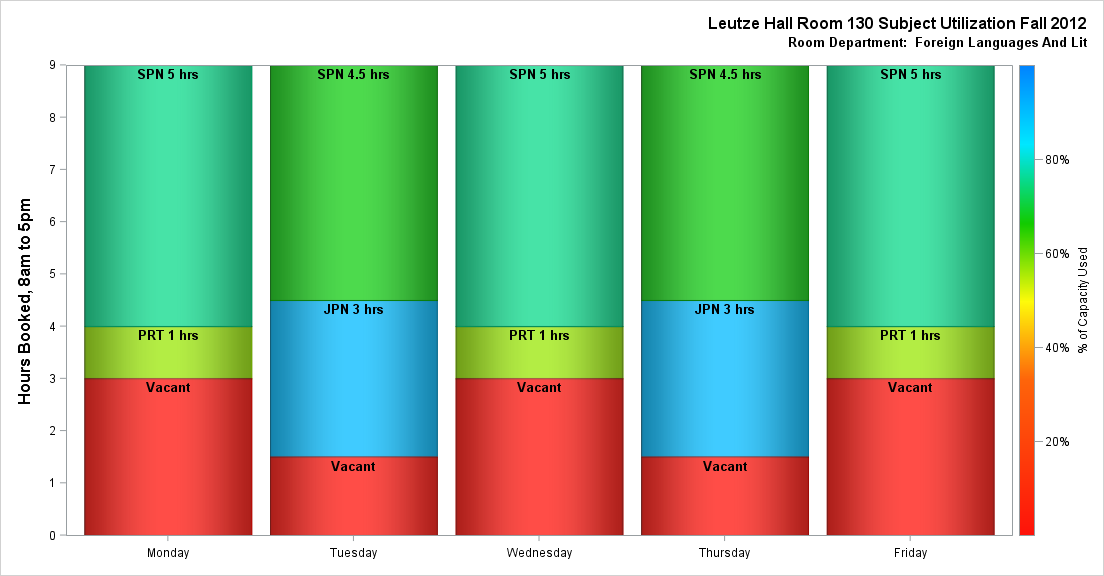 Leutze Hall Room 130 Subject Utilization Fall 2012
Room Department:  Foreign Languages And Lit
Hours Booked, 8am to 5pm
9
8
7
6
5
4
3
2
1
0
SPN 5 hrs
PRT 1 hrs
Vacant
SPN 4.5 hrs
JPN 3 hrs
Vacant
SPN 5 hrs
PRT 1 hrs
Vacant
SPN 4.5 hrs
JPN 3 hrs
Vacant
SPN 5 hrs
PRT 1 hrs
Vacant
Monday
Tuesday
Wednesday
Thursday
Friday
80%
60%
40%
20%
% of Capacity Used